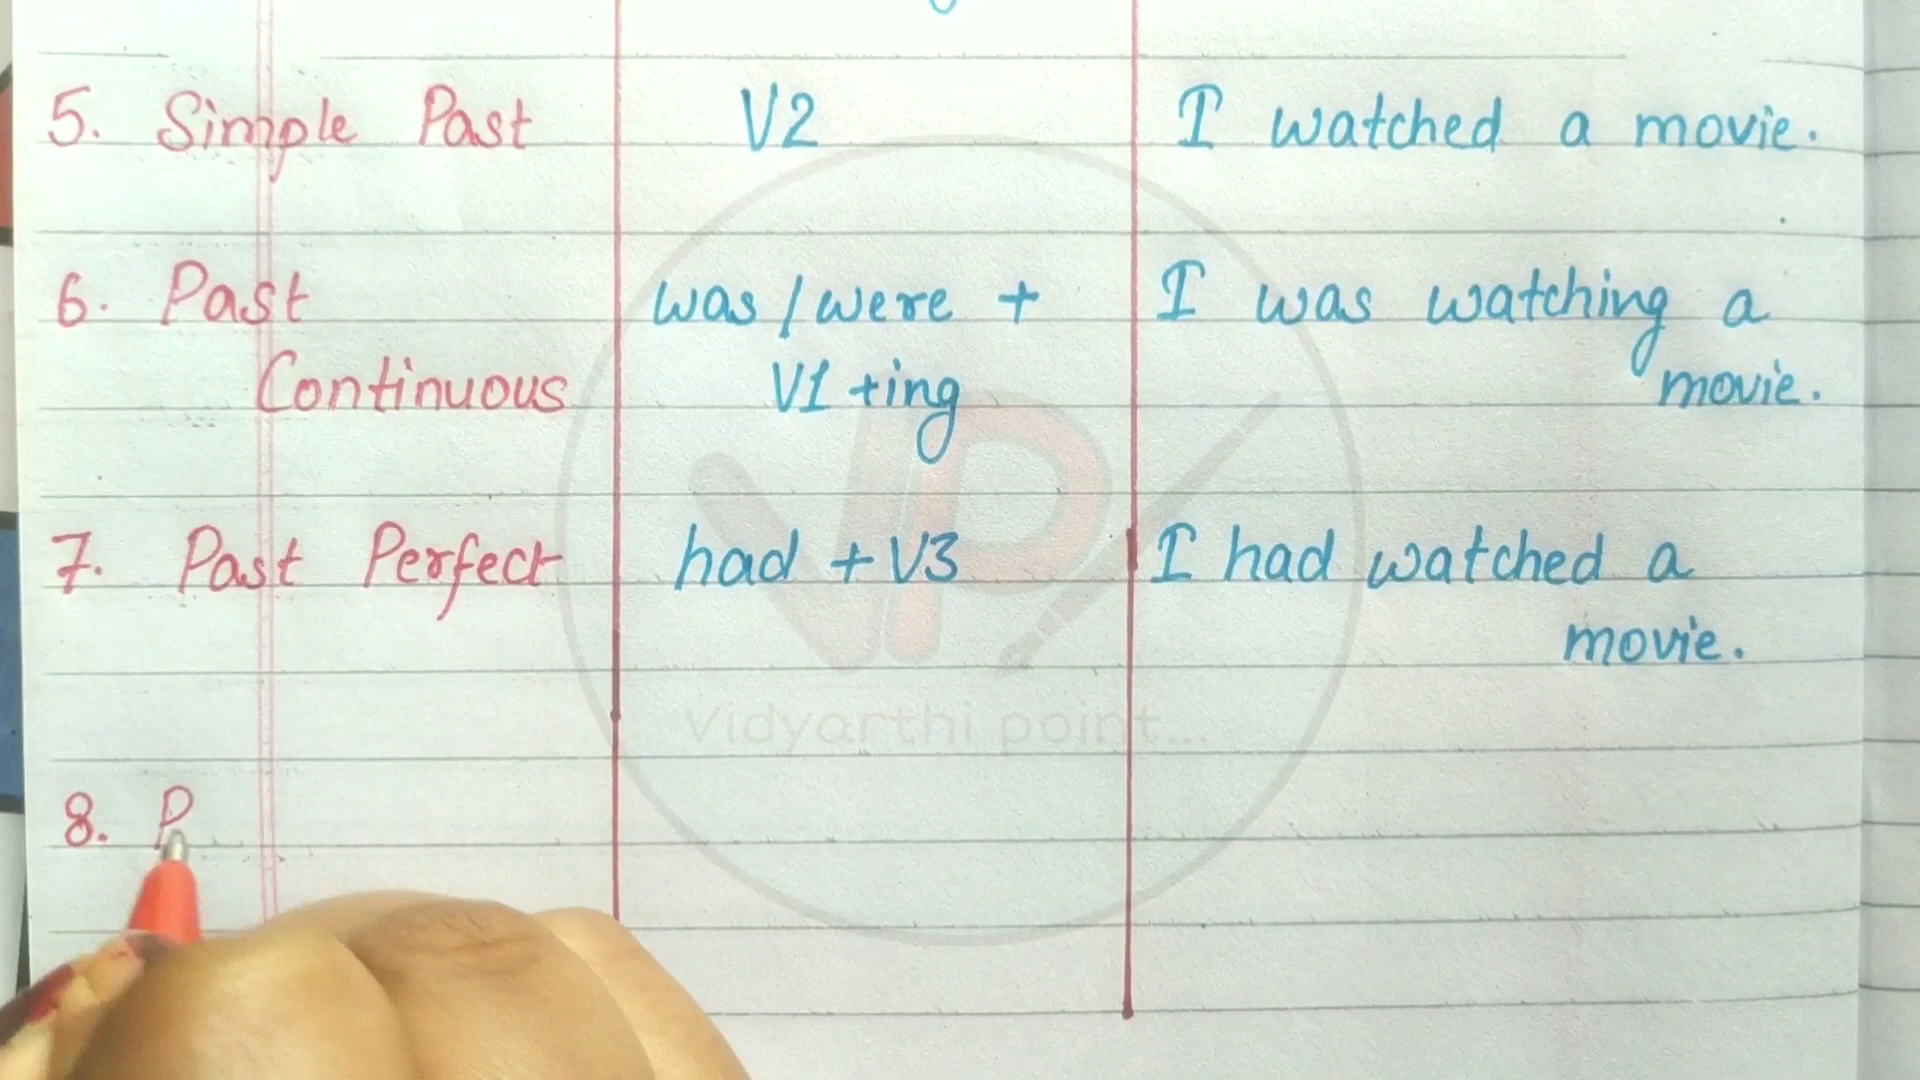 5. Simple Past V2 I watched a movie.
6. Past was / were + I was watching a
Continuous V1 +ing movie.
7. Past Perfect had + V3 I had watched a
movie.
VP
Vidyarthi point...
8. P